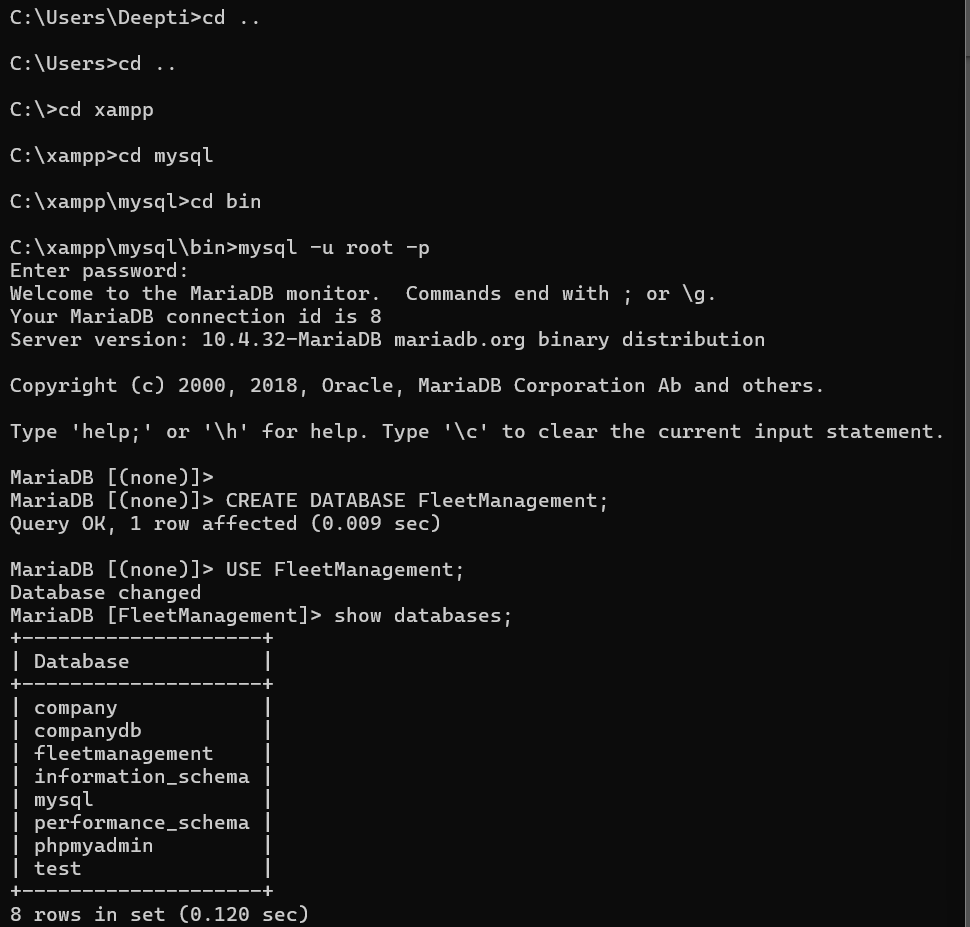 C:\Users\Deepti>cd ..
C:\Users>cd ..
C:\>cd xampp
C:\xampp>cd mysql
C:\xampp\mysql>cd bin
C:\xampp\mysql\bin>mysql -u root -p
Enter password:
Welcome to the MariaDB monitor.  Commands end with ; or \g.
Your MariaDB connection id is 8
Server version: 10.4.32-MariaDB mariadb.org binary distribution
Copyright (c) 2000, 2018, Oracle, MariaDB Corporation Ab and others.
Type 'help;' or '\h' for help. Type '\c' to clear the current input statement.
MariaDB [(none)]>
MariaDB [(none)]> CREATE DATABASE FleetManagement;
Query OK, 1 row affected (0.009 sec)
MariaDB [(none)]> USE FleetManagement;
Database changed
MariaDB [FleetManagement]> show databases;
+--------------------+
| Database           |
+--------------------+
| company            |
| companydb          |
| fleetmanagement    |
| information_schema |
| mysql              |
| performance_schema |
| phpmyadmin         |
| test               |
+--------------------+
8 rows in set (0.120 sec)